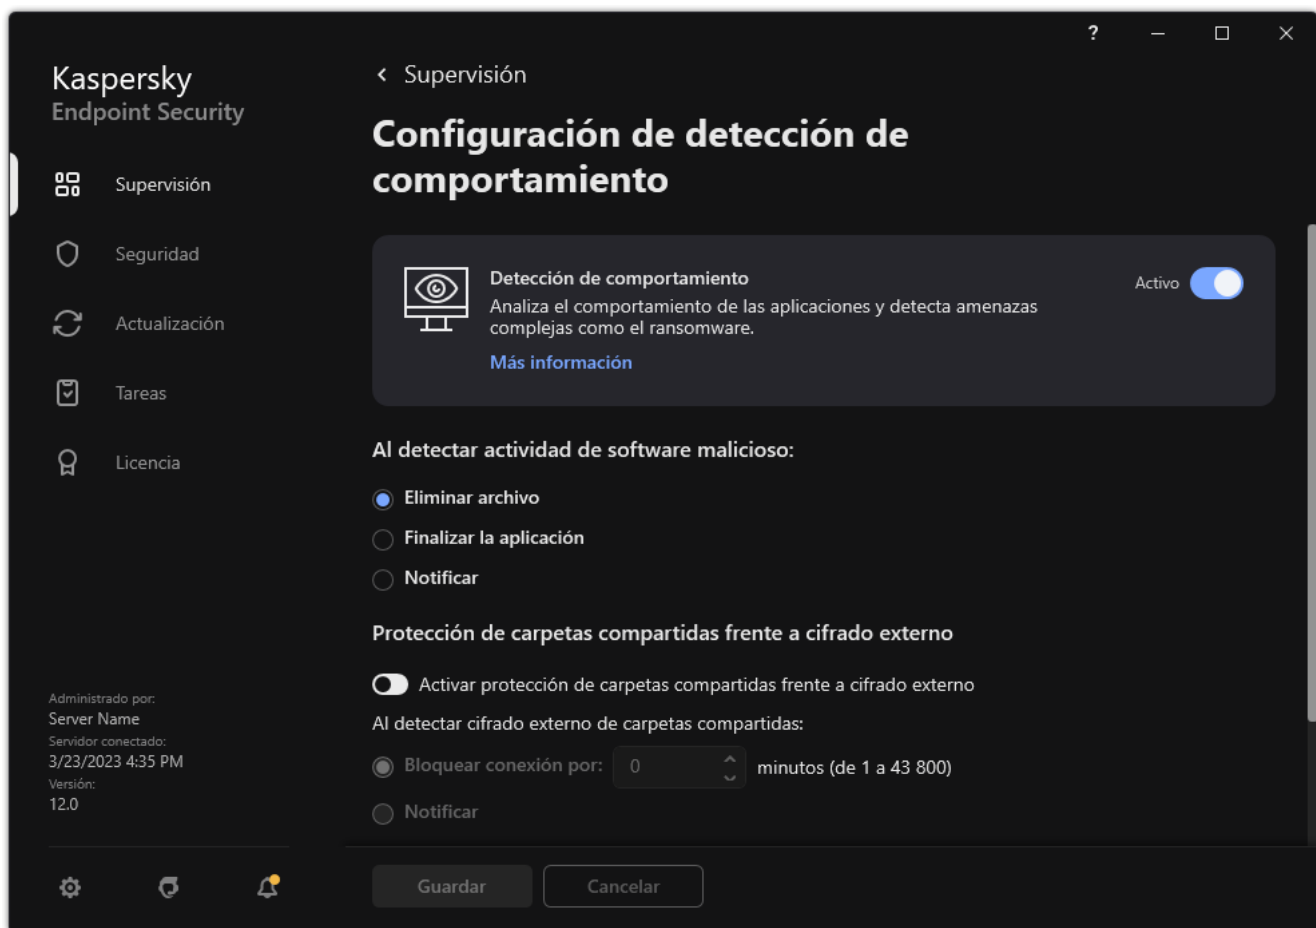 ?
Kaspersky
Endpoint Security
Supervisión
Seguridad
Actualización
Tareas
Licencia
Administrado por:
Server Name
Servidor conectado:
3/23/2023 4:35 PM
Versión:
12.0
Supervisión
Configuración de detección de
comportamiento
Detección de comportamiento
Analiza el comportamiento de las aplicaciones y detecta amenazas
complejas como el ransomware.
Más información
Activo
Al detectar actividad de software malicioso:
Eliminar archivo
Finalizar la aplicación
Notificar
Protección de carpetas compartidas frente a cifrado externo
Activar protección de carpetas compartidas frente a cifrado externo
Al detectar cifrado externo de carpetas compartidas:
Bloquear conexión por: 0 minutos (de 1 a 43 800)
Notificar
Guardar Cancelar